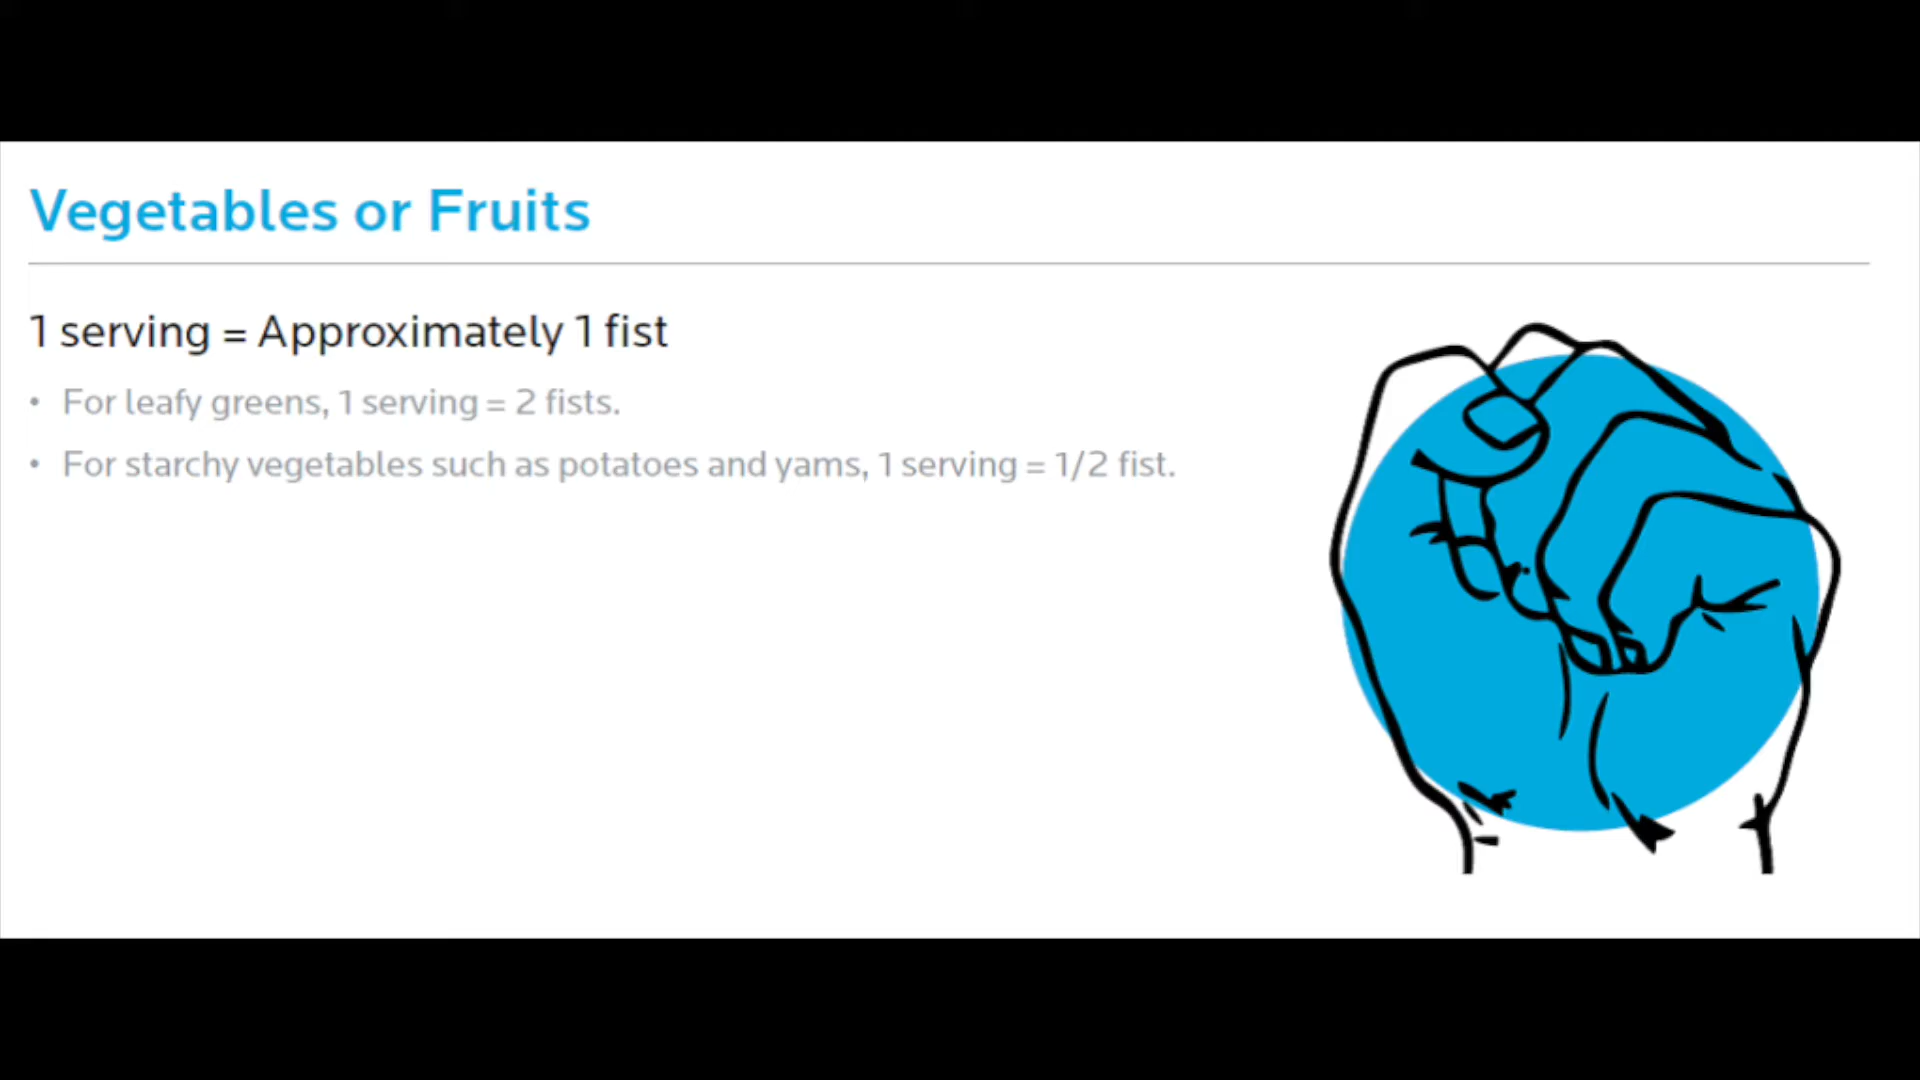 Vegetables or Fruits
1 serving = Approximately 1 fist
• For leafy greens, 1 serving = 2 fists.
• For starchy vegetables such as potatoes and yams, 1 serving = 1/2 fist.